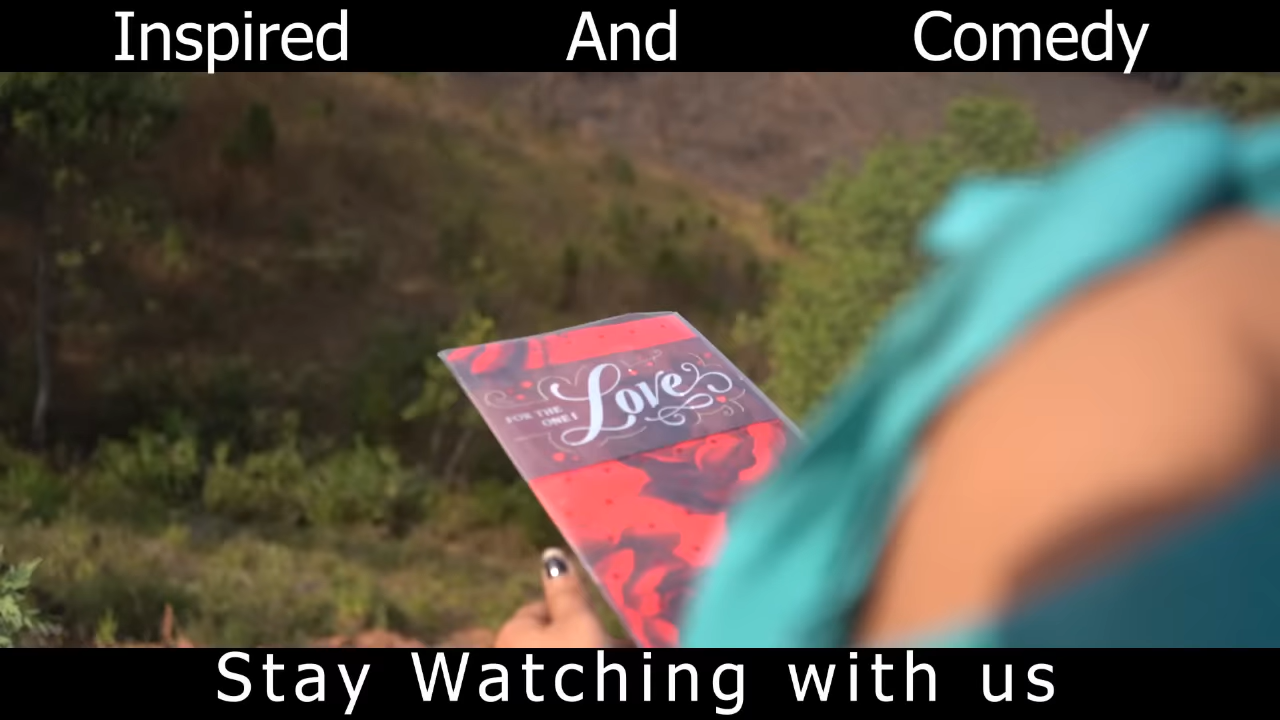 Inspired And Comedy
FOR THE
ONE I
Love
Stay Watching with us